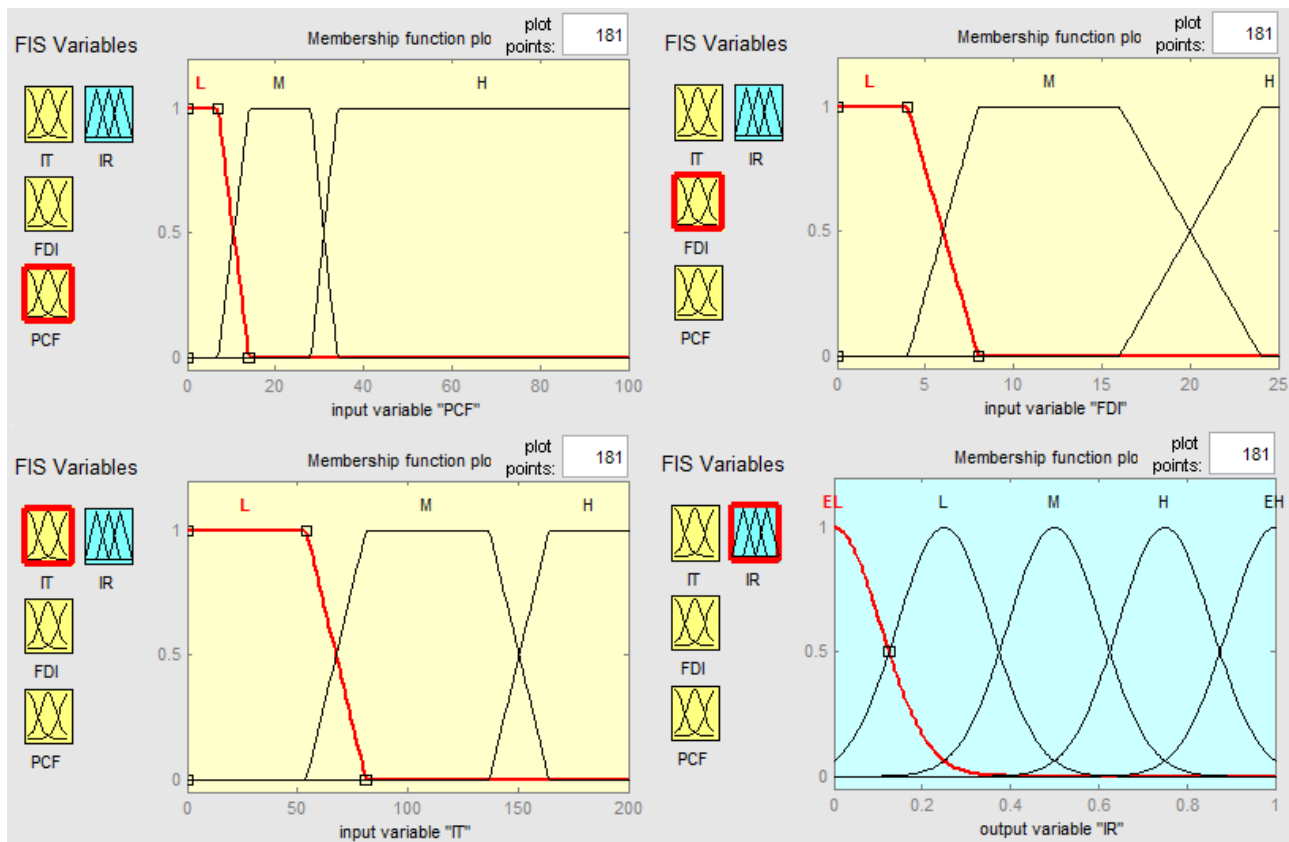 FIS Variables
Membership function plo
plot points:
181
IT
IR
FDI
PCF
L
M
H
1
0.5
0
0
20
40
60
80
100
input variable "PCF"
FIS Variables
Membership function plo
plot points:
181
IT
IR
FDI
PCF
L
M
H
1
0.5
0
0
5
10
15
20
25
input variable "FDI"
FIS Variables
Membership function plo
plot points:
181
IT
IR
FDI
PCF
L
M
H
1
0.5
0
0
50
100
150
200
input variable "IT"
FIS Variables
Membership function plo
plot points:
181
IT
IR
FDI
PCF
EL
L
M
H
EH
1
0.5
0
0
0.2
0.4
0.6
0.8
1
output variable "IR"